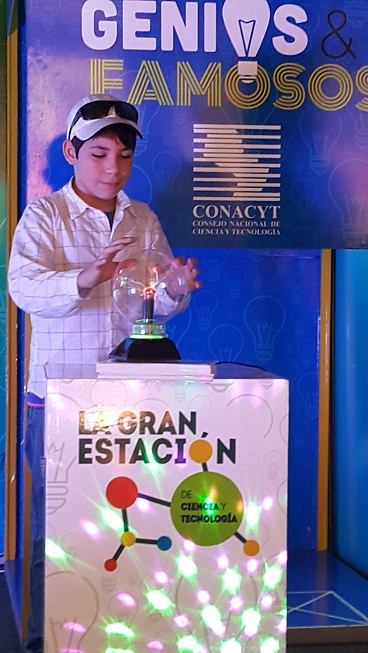 GENIOS &
FAMOSOS
CONACYT
CONSEJO NACIONAL DE
CIENCIA Y TECNOLOGÍA
LA GRAN
ESTACIÓN
DE
CIENCIA Y
TECNOLOGÍA